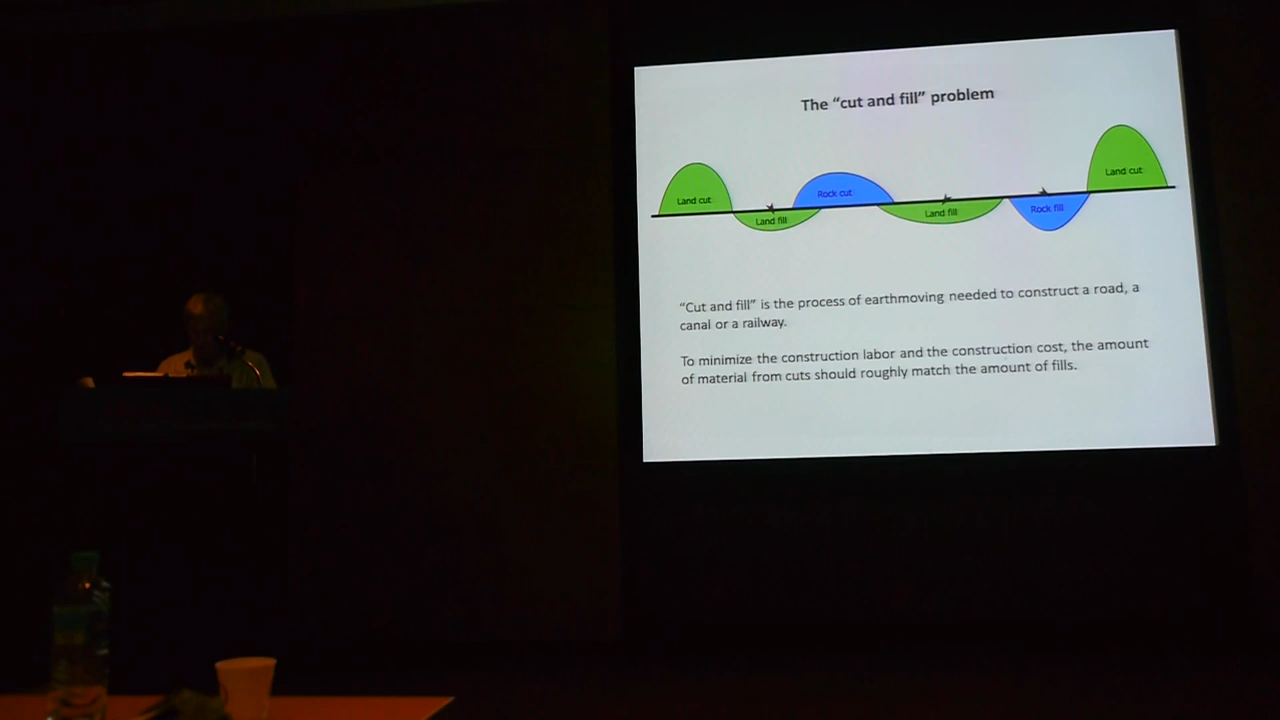 The “cut and fill” problem
Land cut
Land fill
Rock cut
Land fill
Rock fill
Land cut
“Cut and fill” is the process of earthmoving needed to construct a road, a
canal or a railway.
To minimize the construction labor and the construction cost, the amount
of material from cuts should roughly match the amount of fills.